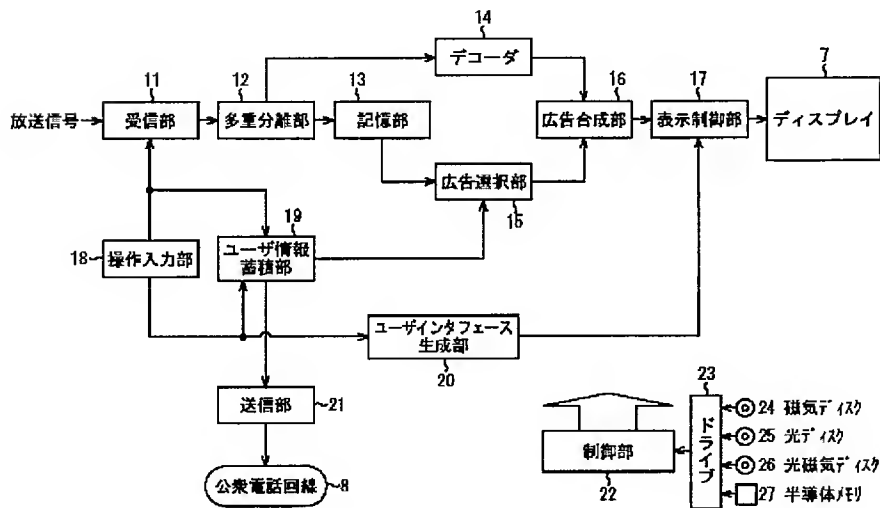 14
デコーダ
11
12
13
16
17
7
放送信号
受信部
多重分離部
記憶部
広告合成部
表示制御部
ディスプレイ
広告選択部
15
18
操作入力部
19
ユーザ情報
蓄積部
ユーザインタフェース
生成部
20
送信部
21
公衆電話回線
8
制御部
22
23
ドライブ
24 磁気ディスク
25 光ディスク
26 光磁気ディスク
27 半導体メモリ